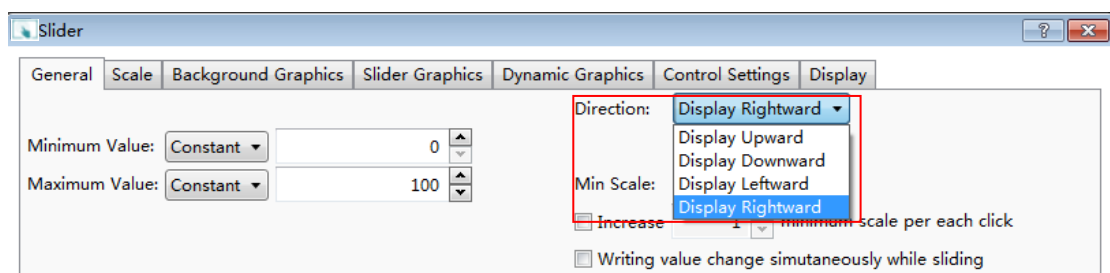 Slider
General Scale Background Graphics Slider Graphics Dynamic Graphics Control Settings Display
Direction: Display Rightward
Display Upward
Minimum Value: Constant 0
Display Downward
Maximum Value: Constant 100
Min Scale: Display Leftward
Display Rightward
Increase 1 minimum scale per each click
Writing value change simutaneously while sliding